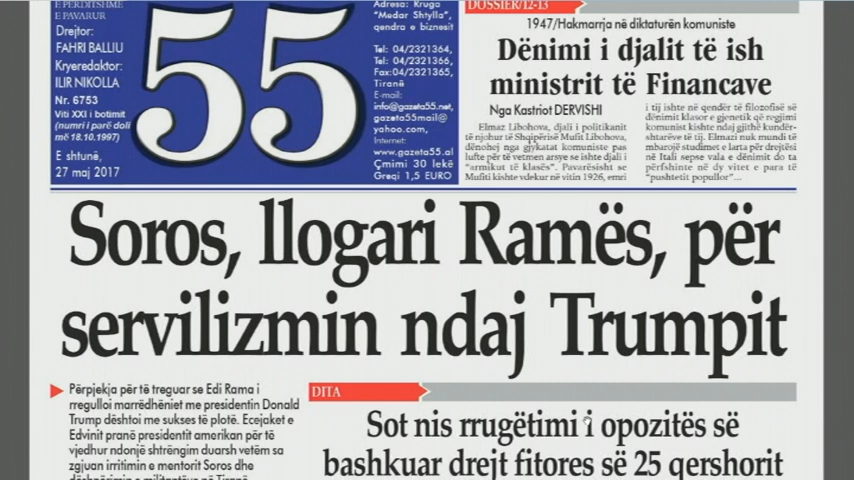 E PËRDITSHME
E PAVARUR
Drejtor:
FAHRI BALLIU
Kryeredaktor:
ILIR NIKOLLA
Nr. 6753
Viti XXI i botimit
(numri i parë doli
më 18.10.1997)
E shtunë,
27 maj 2017
55
Adresa: Krugo
"Medar Shtylla",
qendra e biznesit
Tel: 04/2321364,
Tel: 04/2321366,
Fax:04/2321365,
Tiranë
E-mail:
info@gazeta55.net,
gazeta55mail@
yahoo.com,
Internet:
www.gazeta55.al
Çmimi 30 lekë
Greqi 1,5 EURO
DOSSIER/12-13
1947/Hakmarrja në diktaturën komuniste
Dënimi i djalit të ish
ministrit të Financave
Nga Kastriot DERVISHI
Elmaz Libohova, djali i politikanit
të njohur të Shqipërisë Mufit Libohova,
dënohej nga gjykatat komuniste pas
lufte për të vetmen arsye se ishte djali i
"armikut të klasës". Pavarësisht se
Mufiti kishte vdekur në vitin 1926, emri
i tij ishte në qendër të filozofisë së
dënimit klasor e gjenetik që regjimi
komunist kishte ndaj gjithë kundër-
shtarëve të tij. Elmazi nuk mundi të
mbarojë studimet e larta për drejtësi
në Itali sepse vala e dënimit do ta
përfshinte në dy vitet e para të
"pushtetit popullor"...
Soros, llogari Ramës, për
servilizmin ndaj Trumpit
Përpjekja për të treguar se Edi Rama i
rregulloi marrëdhëniet me presidentin Donald
Trump dështoi me sukses të plotë. Ecejaket e
Edvinit pranë presidentit amerikan për të
vjedhur ndonjë shtrëngim duarsh vetëm sa
zgjuan irritimin e mentorit Soros dhe
DITA
Sot nis rrugëtimi i opozitës së
bashkuar drejt fitores së 25 qershorit